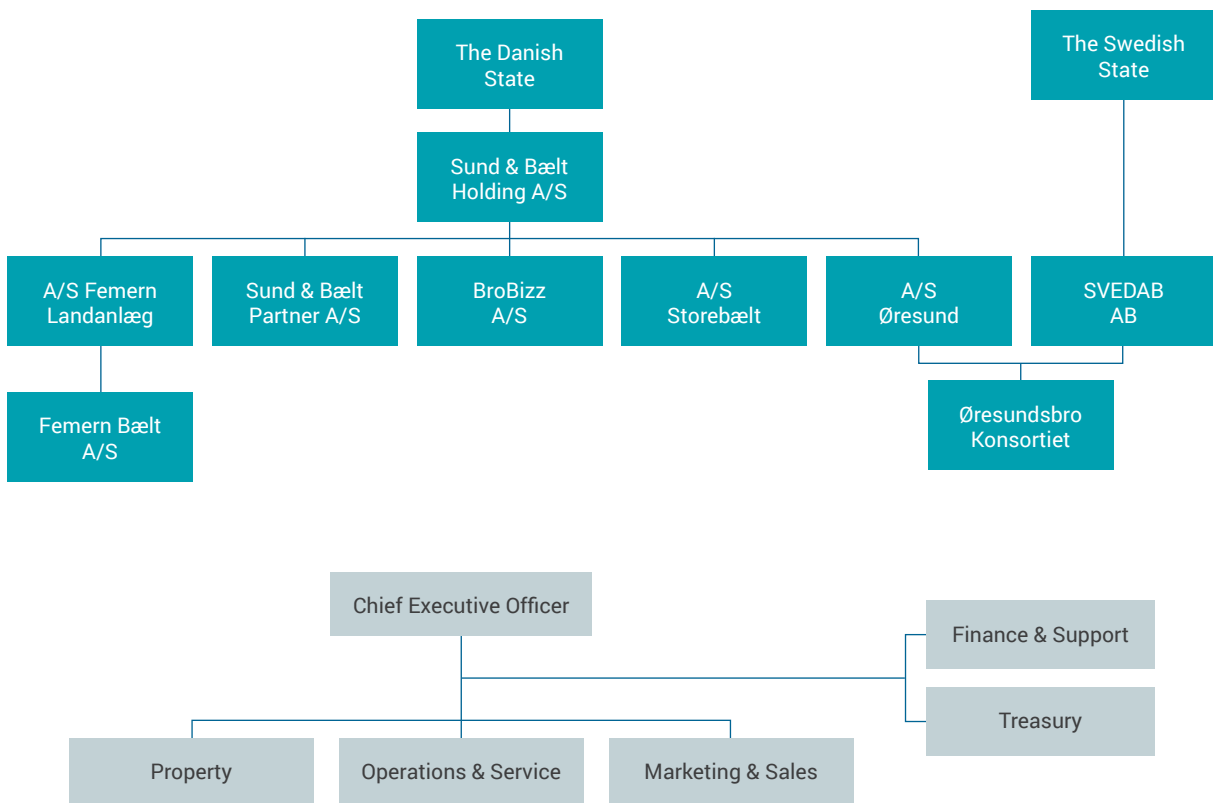 The Danish
State
The Swedish
State
Sund & Bælt
Holding A/S
A/S Femern
Landanlæg
Sund & Bælt
Partner A/S
BroBizz
A/S
A/S
Storebælt
A/S
Øresund
SVEDAB
AB
Femern Bælt
A/S
Øresundsbro
Konsortiet
Chief Executive Officer
Finance & Support
Treasury
Property
Operations & Service
Marketing & Sales